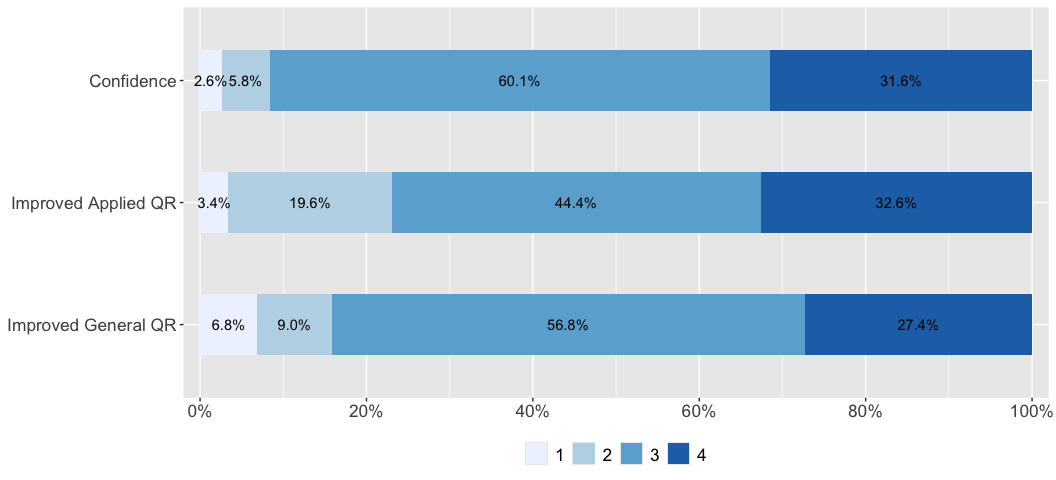 Confidence 2.6% 5.8% 60.1% 31.6%
Improved Applied QR 3.4% 19.6% 44.4% 32.6%
Improved General QR 6.8% 9.0% 56.8% 27.4%
0% 20% 40% 60% 80% 100%
1 2 3 4